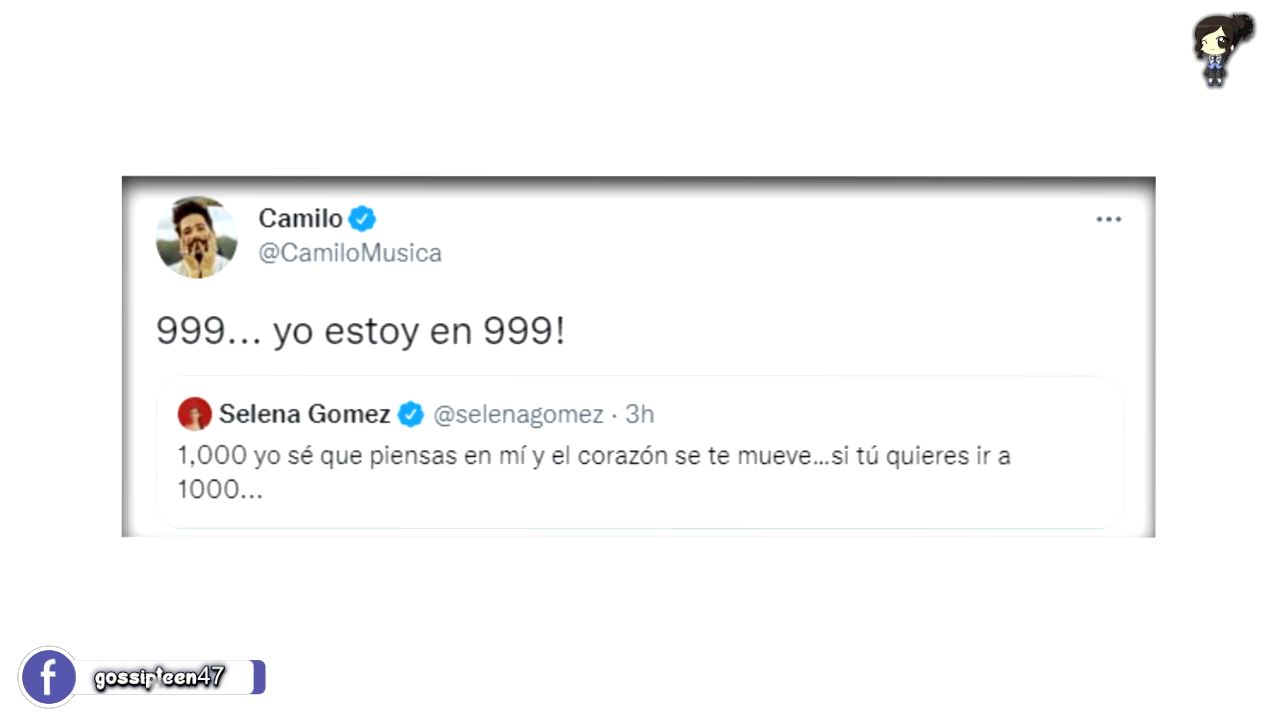 Camilo
@CamiloMusica
999... yo estoy en 999!
Selena Gomez @selenagomez · 3h
1,000 yo sé que piensas en mí y el corazón se te mueve...si tú quieres ir a
1000...
f gossipteen47